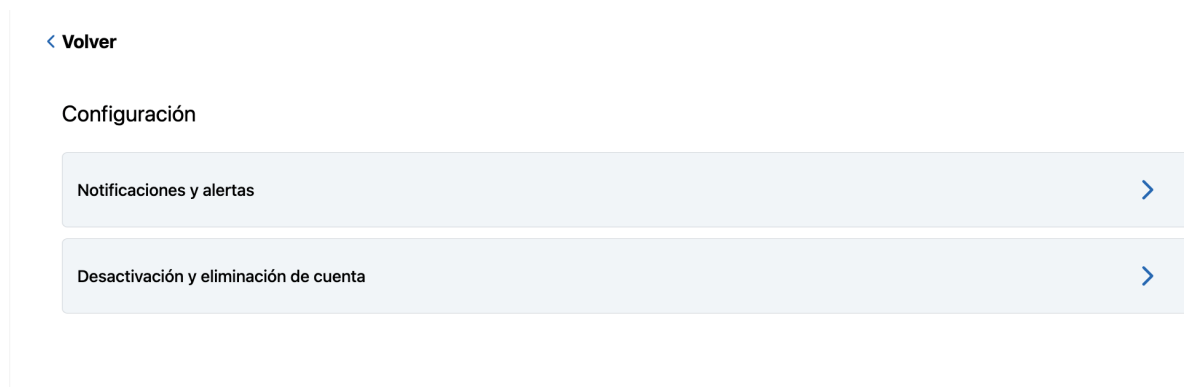 Volver
Configuración
Notificaciones y alertas
Desactivación y eliminación de cuenta